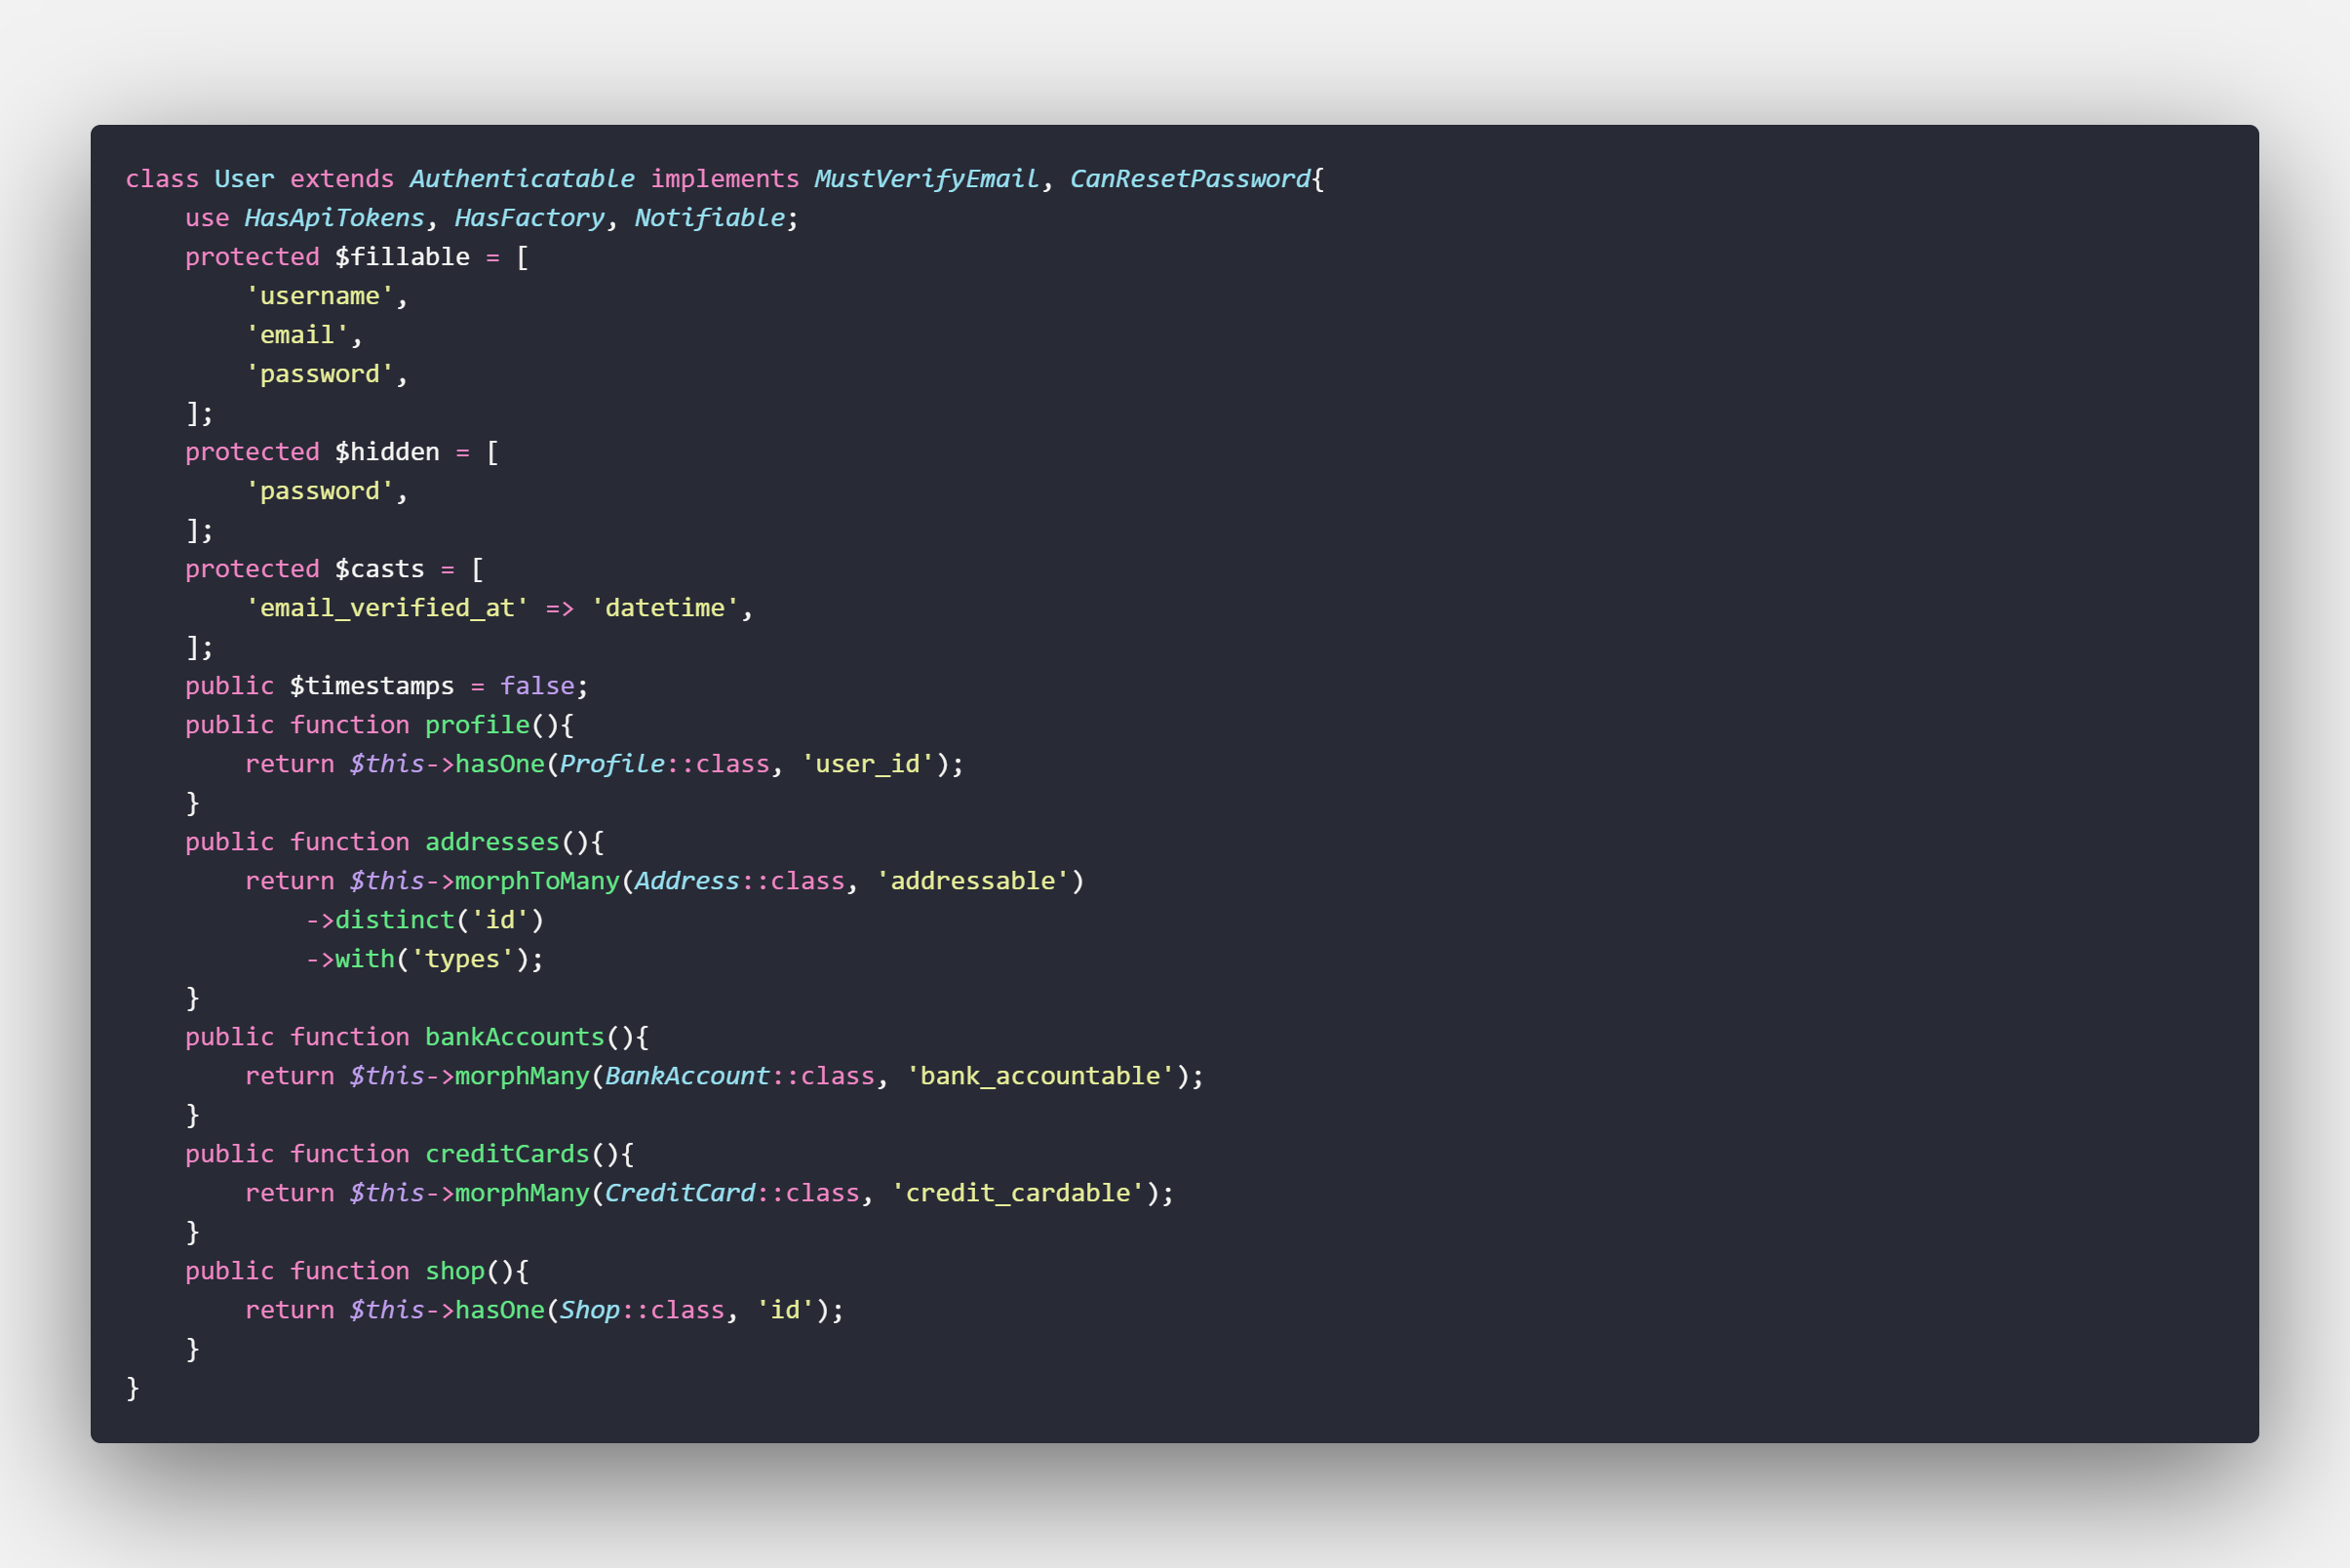 class User extends Authenticatable implements MustVerifyEmail, CanResetPassword{
    use HasApiTokens, HasFactory, Notifiable;
    protected $fillable = [
        'username',
        'email',
        'password',
    ];
    protected $hidden = [
        'password',
    ];
    protected $casts = [
        'email_verified_at' => 'datetime',
    ];
    public $timestamps = false;
    public function profile(){
        return $this->hasOne(Profile::class, 'user_id');
    }
    public function addresses(){
        return $this->morphToMany(Address::class, 'addressable')
            ->distinct('id')
            ->with('types');
    }
    public function bankAccounts(){
        return $this->morphMany(BankAccount::class, 'bank_accountable');
    }
    public function creditCards(){
        return $this->morphMany(CreditCard::class, 'credit_cardable');
    }
    public function shop(){
        return $this->hasOne(Shop::class, 'id');
    }
}